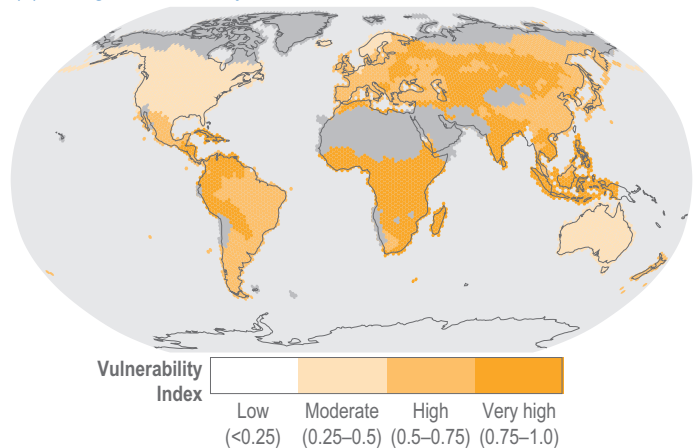 Vulnerability
Index
Low
(<0.25)
Moderate
(0.25–0.5)
High
(0.5–0.75)
Very high
(0.75–1.0)